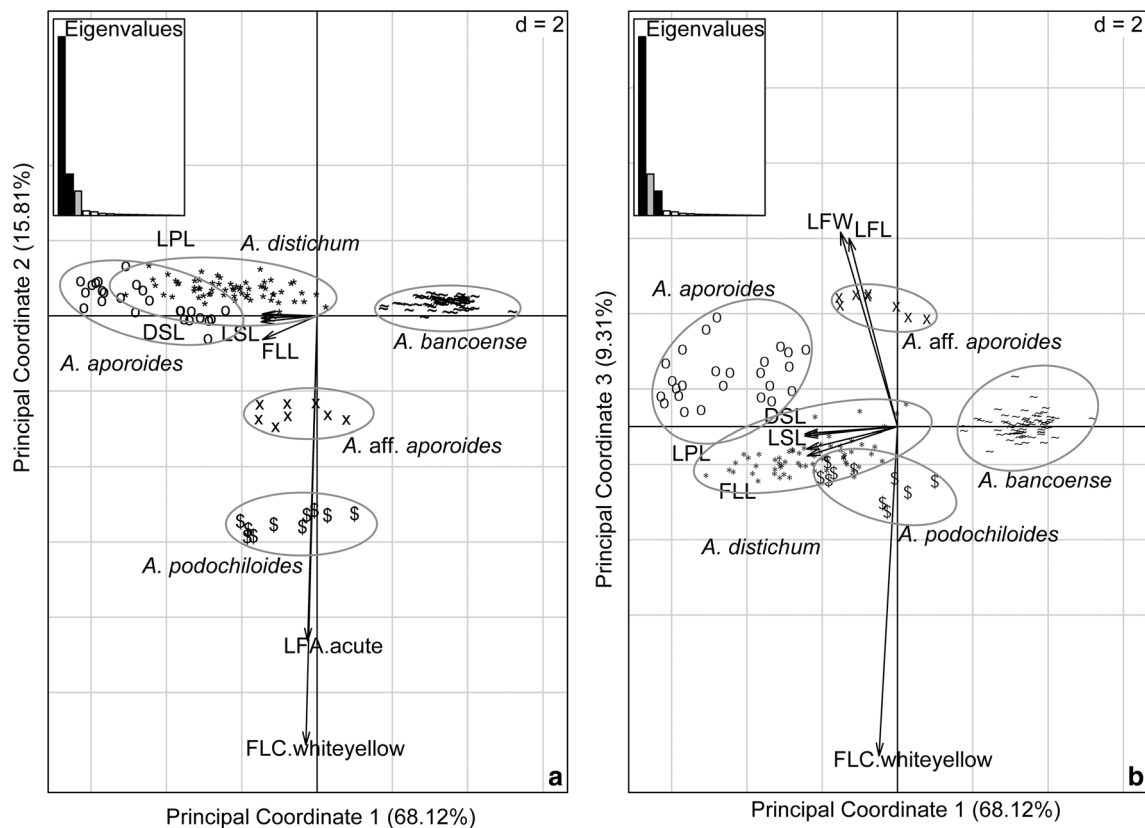 Eigenvalues
d = 2
LPL
A. distichum
DSL
LSL
FLL
A. aporoides
A. bancoense
A. aff. aporoides
A. podochiloides
LFA.acute
FLC.whiteyellow
a
Principal Coordinate 2 (15.81%)
Principal Coordinate 1 (68.12%)
Eigenvalues
d = 2
LFW
LFL
A. aporoides
A. aff. aporoides
DSL
LSL
LPL
FLL
A. bancoense
A. podochiloides
A. distichum
FLC.whiteyellow
b
Principal Coordinate 3 (9.31%)
Principal Coordinate 1 (68.12%)